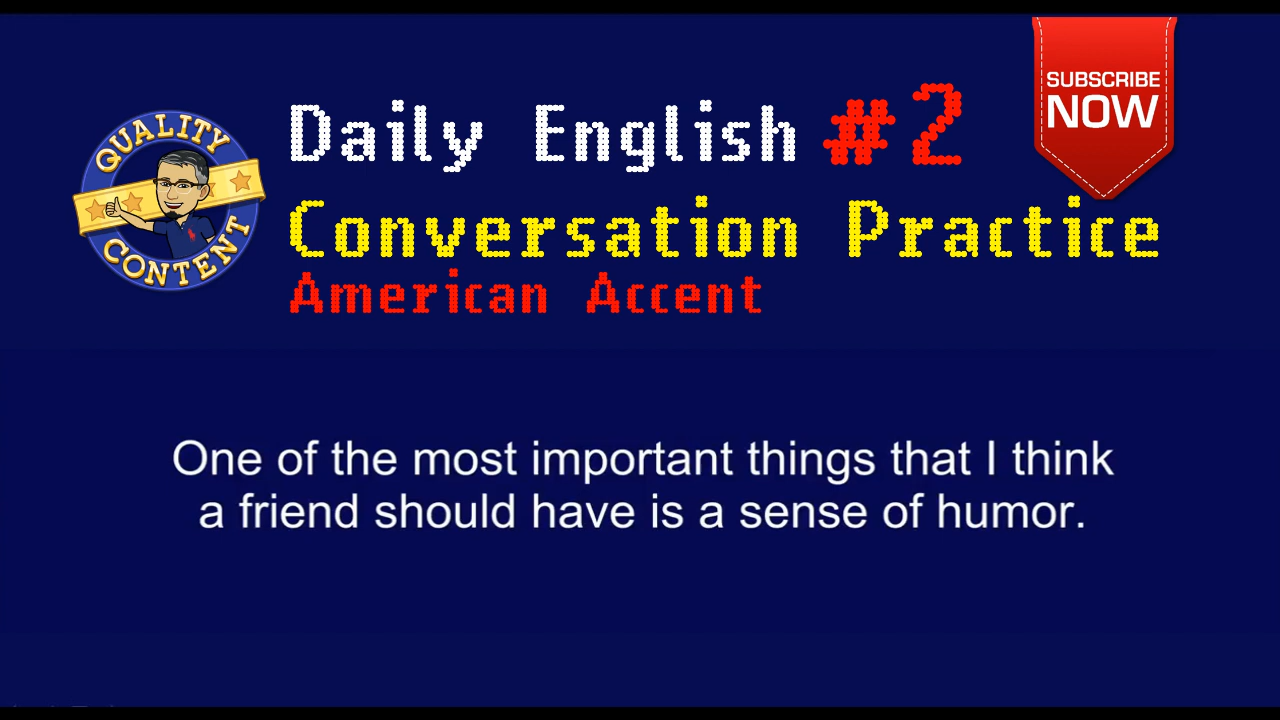 QUALITY
CONTENT
Daily English #2
SUBSCRIBE
NOW
Conversation Practice
American Accent
One of the most important things that I think
a friend should have is a sense of humor.